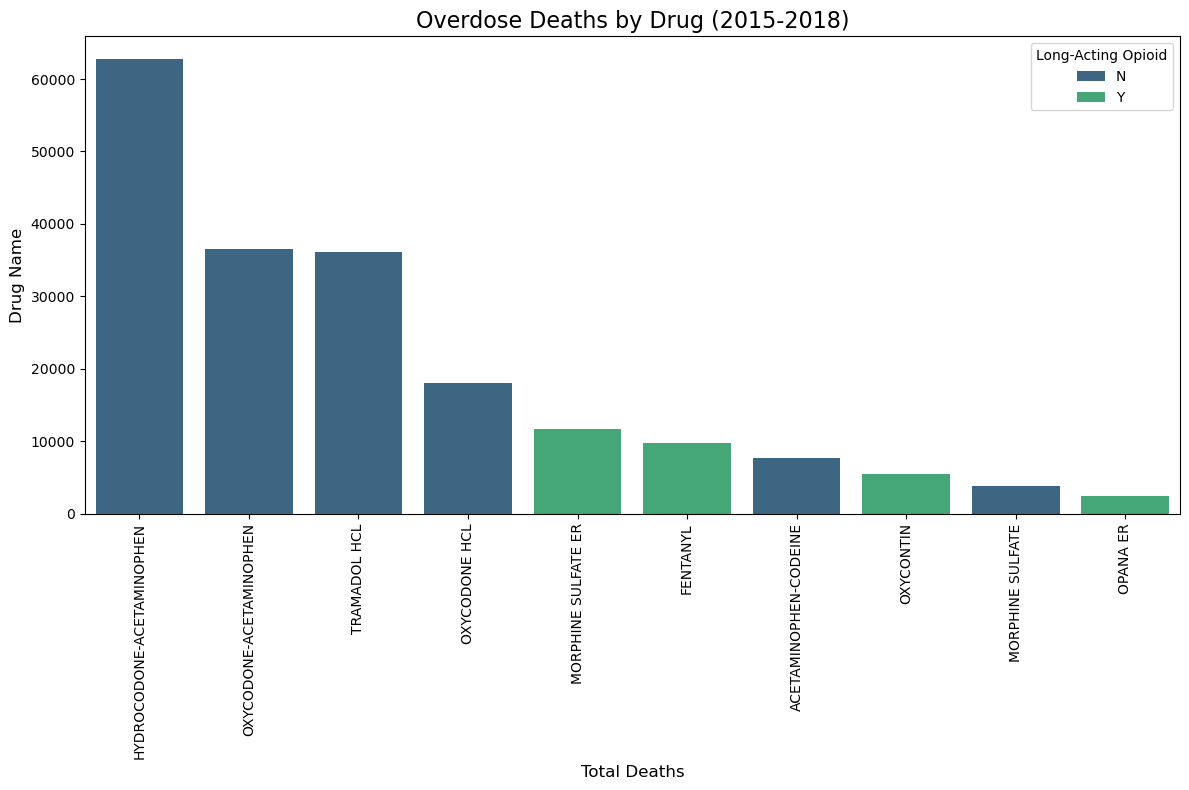 Overdose Deaths by Drug (2015-2018)
Long-Acting Opioid
N
Y
Drug Name
60000
50000
40000
30000
20000
10000
0
HYDROCODONE-ACETAMINOPHEN
OXYCODONE-ACETAMINOPHEN
TRAMADOL HCL
OXYCODONE HCL
MORPHINE SULFATE ER
FENTANYL
ACETAMINOPHEN-CODEINE
OXYCONTIN
MORPHINE SULFATE
OPANA ER
Total Deaths